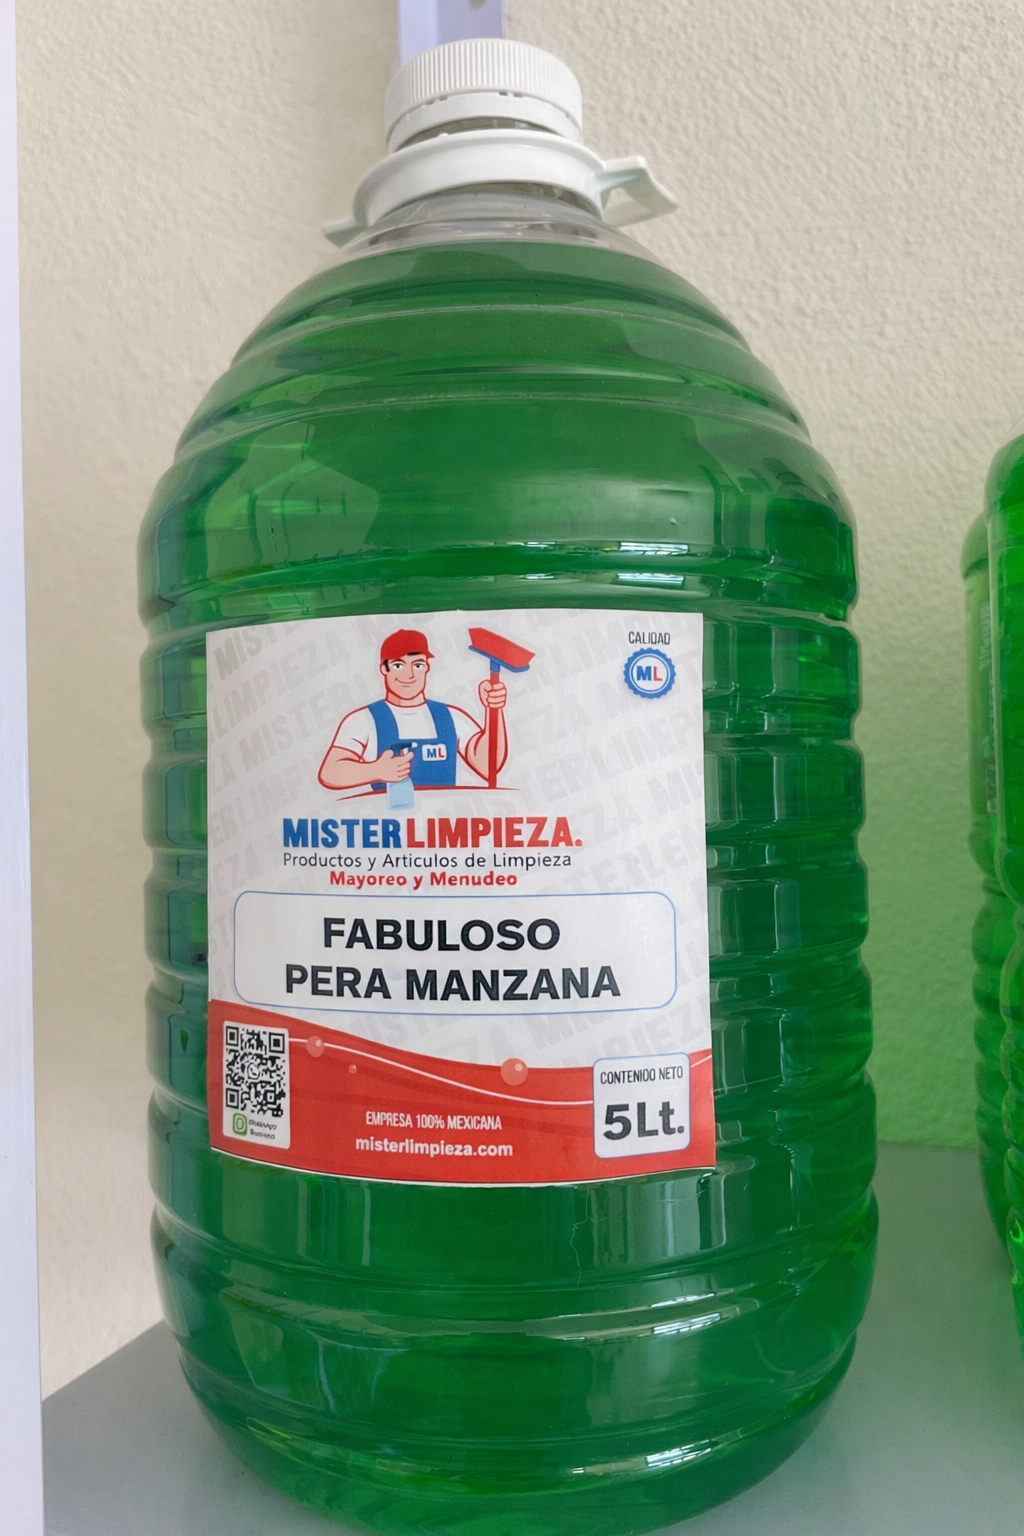 CALIDAD
ML
ML
MISTERLIMPIEZA®
Productos y Articulos de Limpieza
Mayoreo y Menudeo
FABULOSO
PERA MANZANA
CONTENIDO NETO
5Lt.
EMPRESA 100% MEXICANA
misterlimpieza.com